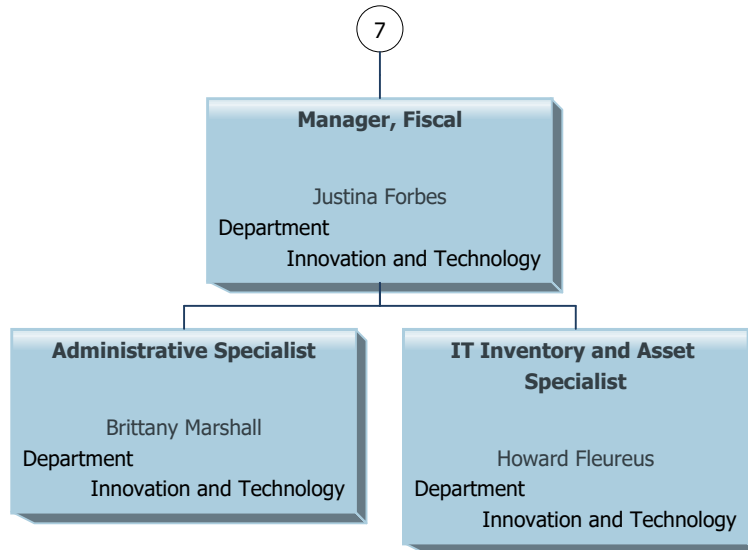 7
Manager, Fiscal
Justina Forbes
Department
Innovation and Technology
Administrative Specialist
Brittany Marshall
Department
Innovation and Technology
IT Inventory and Asset
Specialist
Howard Fleureus
Department
Innovation and Technology